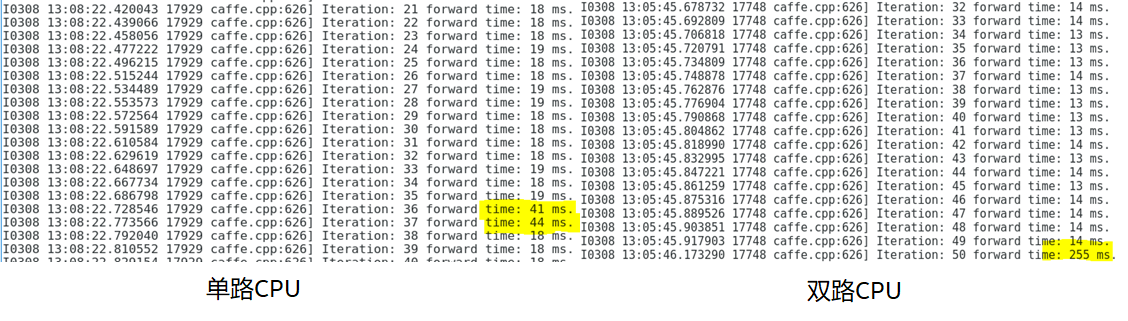 I0308 13:08:22.420043 17929 caffe.cpp:626] Iteration: 21 forward time: 18 ms.
I0308 13:08:22.439066 17929 caffe.cpp:626] Iteration: 22 forward time: 18 ms.
I0308 13:08:22.458056 17929 caffe.cpp:626] Iteration: 23 forward time: 18 ms.
I0308 13:08:22.477222 17929 caffe.cpp:626] Iteration: 24 forward time: 19 ms.
I0308 13:08:22.496215 17929 caffe.cpp:626] Iteration: 25 forward time: 18 ms.
I0308 13:08:22.515244 17929 caffe.cpp:626] Iteration: 26 forward time: 18 ms.
I0308 13:08:22.534489 17929 caffe.cpp:626] Iteration: 27 forward time: 19 ms.
I0308 13:08:22.553573 17929 caffe.cpp:626] Iteration: 28 forward time: 19 ms.
I0308 13:08:22.572564 17929 caffe.cpp:626] Iteration: 29 forward time: 18 ms.
I0308 13:08:22.591589 17929 caffe.cpp:626] Iteration: 30 forward time: 18 ms.
I0308 13:08:22.610584 17929 caffe.cpp:626] Iteration: 31 forward time: 18 ms.
I0308 13:08:22.629619 17929 caffe.cpp:626] Iteration: 32 forward time: 18 ms.
I0308 13:08:22.648697 17929 caffe.cpp:626] Iteration: 33 forward time: 19 ms.
I0308 13:08:22.667734 17929 caffe.cpp:626] Iteration: 34 forward time: 18 ms.
I0308 13:08:22.686798 17929 caffe.cpp:626] Iteration: 35 forward time: 19 ms.
I0308 13:08:22.728546 17929 caffe.cpp:626] Iteration: 36 forward time: 41 ms.
I0308 13:08:22.773566 17929 caffe.cpp:626] Iteration: 37 forward time: 44 ms.
I0308 13:08:22.792040 17929 caffe.cpp:626] Iteration: 38 forward time: 18 ms.
I0308 13:08:22.810552 17929 caffe.cpp:626] Iteration: 39 forward time: 18 ms.
I0308 13:08:22.829154 17929 caffe.cpp:626] Iteration: 40 forward time: 18 ms.
单路CPU
I0308 13:05:45.678732 17748 caffe.cpp:626] Iteration: 32 forward time: 14 ms.
I0308 13:05:45.692809 17748 caffe.cpp:626] Iteration: 33 forward time: 14 ms.
I0308 13:05:45.706818 17748 caffe.cpp:626] Iteration: 34 forward time: 13 ms.
I0308 13:05:45.720791 17748 caffe.cpp:626] Iteration: 35 forward time: 13 ms.
I0308 13:05:45.734809 17748 caffe.cpp:626] Iteration: 36 forward time: 13 ms.
I0308 13:05:45.748878 17748 caffe.cpp:626] Iteration: 37 forward time: 14 ms.
I0308 13:05:45.762876 17748 caffe.cpp:626] Iteration: 38 forward time: 13 ms.
I0308 13:05:45.776904 17748 caffe.cpp:626] Iteration: 39 forward time: 13 ms.
I0308 13:05:45.790868 17748 caffe.cpp:626] Iteration: 40 forward time: 13 ms.
I0308 13:05:45.804862 17748 caffe.cpp:626] Iteration: 41 forward time: 13 ms.
I0308 13:05:45.818990 17748 caffe.cpp:626] Iteration: 42 forward time: 14 ms.
I0308 13:05:45.832995 17748 caffe.cpp:626] Iteration: 43 forward time: 13 ms.
I0308 13:05:45.847221 17748 caffe.cpp:626] Iteration: 44 forward time: 14 ms.
I0308 13:05:45.861259 17748 caffe.cpp:626] Iteration: 45 forward time: 13 ms.
I0308 13:05:45.875316 17748 caffe.cpp:626] Iteration: 46 forward time: 14 ms.
I0308 13:05:45.889526 17748 caffe.cpp:626] Iteration: 47 forward time: 14 ms.
I0308 13:05:45.903851 17748 caffe.cpp:626] Iteration: 48 forward time: 14 ms.
I0308 13:05:45.917903 17748 caffe.cpp:626] Iteration: 49 forward time: 14 ms.
I0308 13:05:46.173290 17748 caffe.cpp:626] Iteration: 50 forward time: 255 ms.
双路CPU